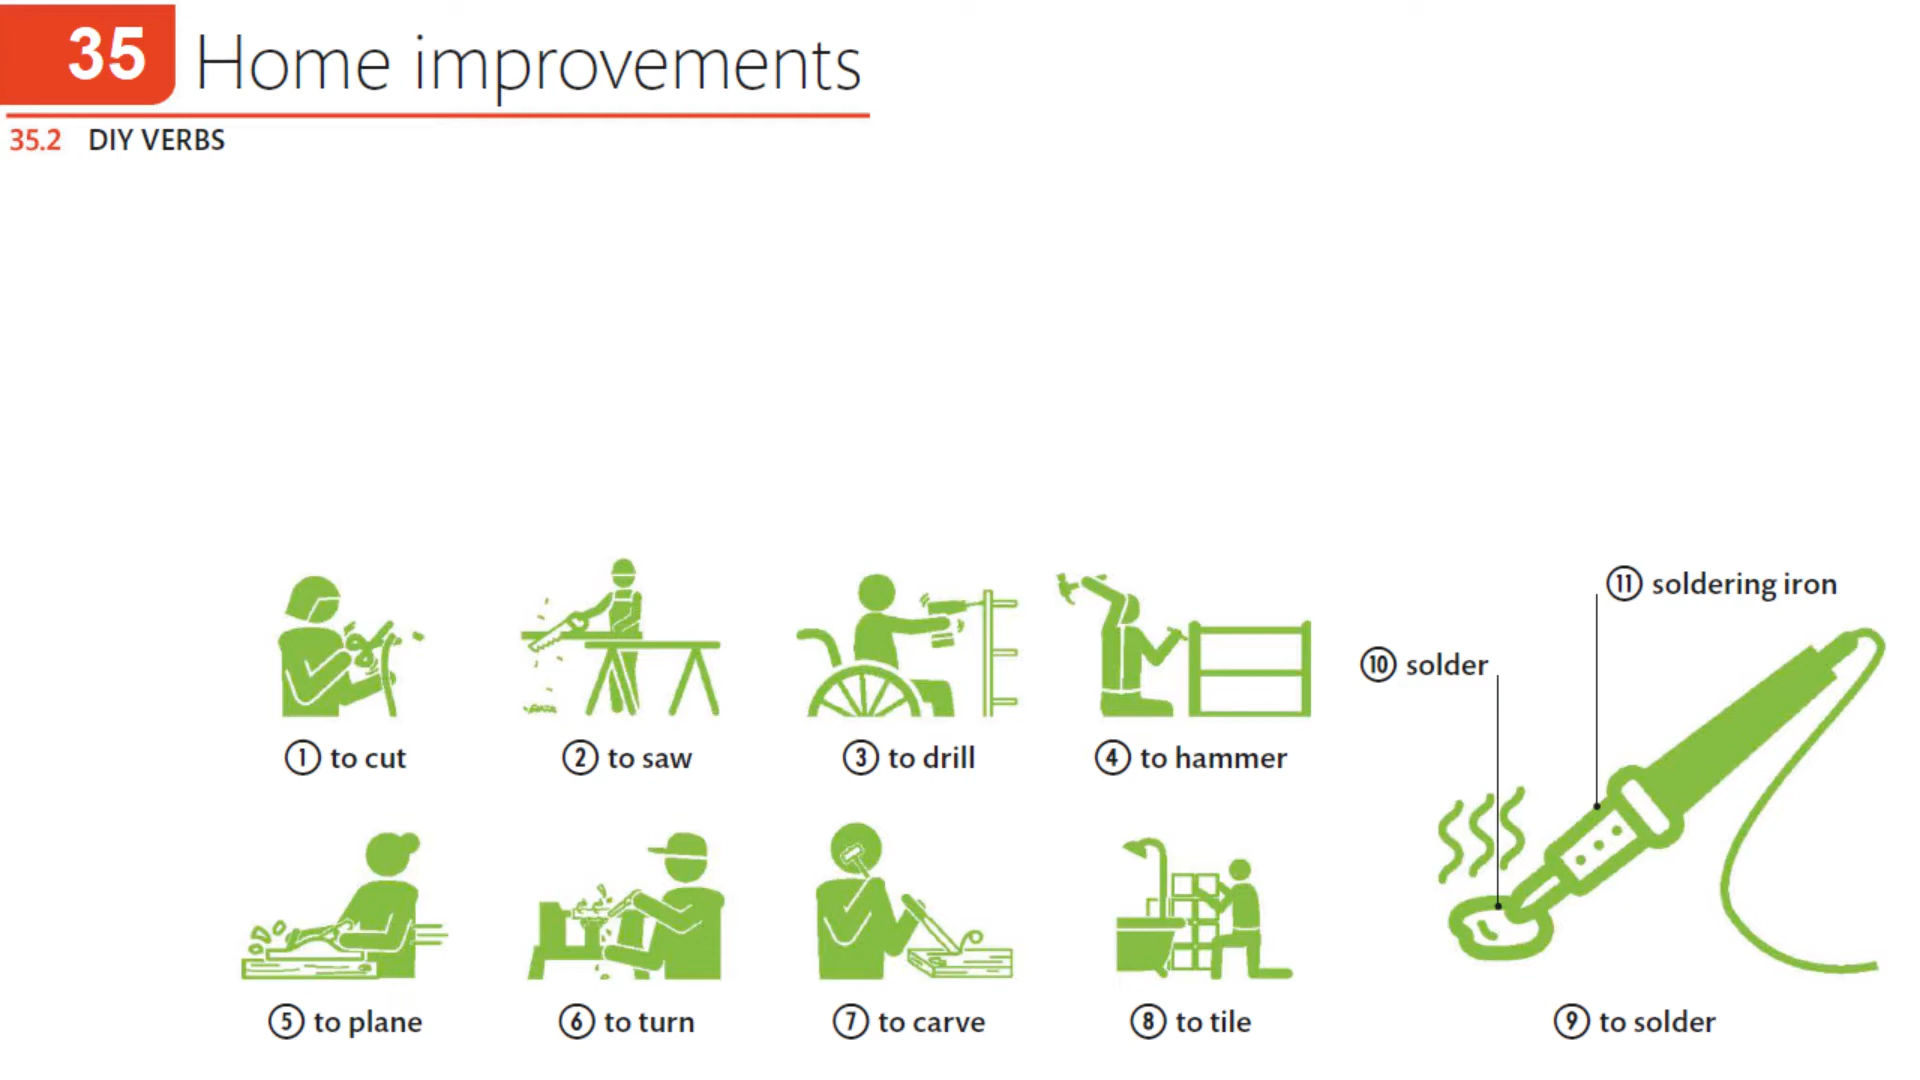 35 Home improvements
35.2 DIY VERBS
① to cut
② to saw
③ to drill
④ to hammer
⑤ to plane
⑥ to turn
⑦ to carve
⑧ to tile
⑨ to solder
⑩ solder
⑪ soldering iron